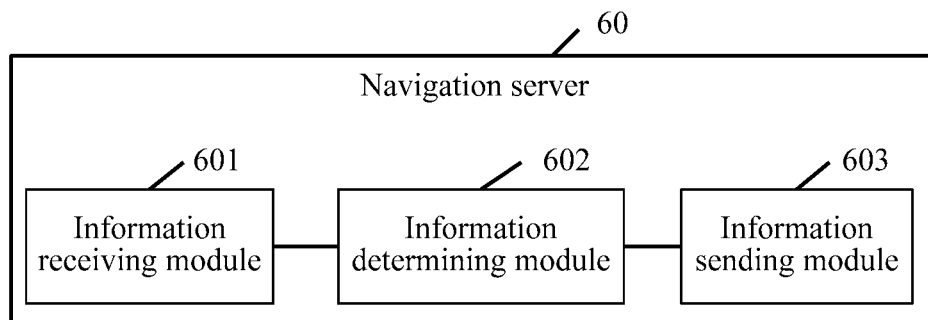 60
Navigation server
601
602
603
Information
receiving module
Information
determining module
Information
sending module